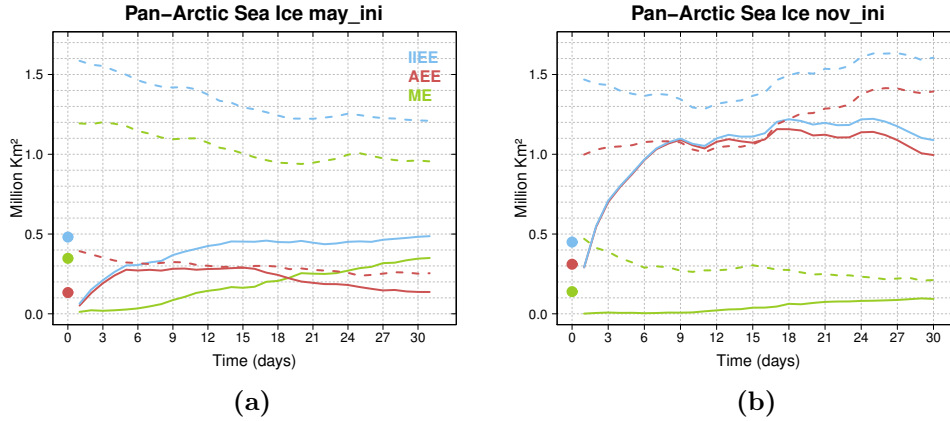 Pan−Arctic Sea Ice may_ini
IIEE
AEE
ME
Million Km²
1.5
1.0
0.5
0.0
0 3 6 9 12 15 18 21 24 27 30
Time (days)
(a)
Pan−Arctic Sea Ice nov_ini
Million Km²
1.5
1.0
0.5
0.0
0 3 6 9 12 15 18 21 24 27 30
Time (days)
(b)